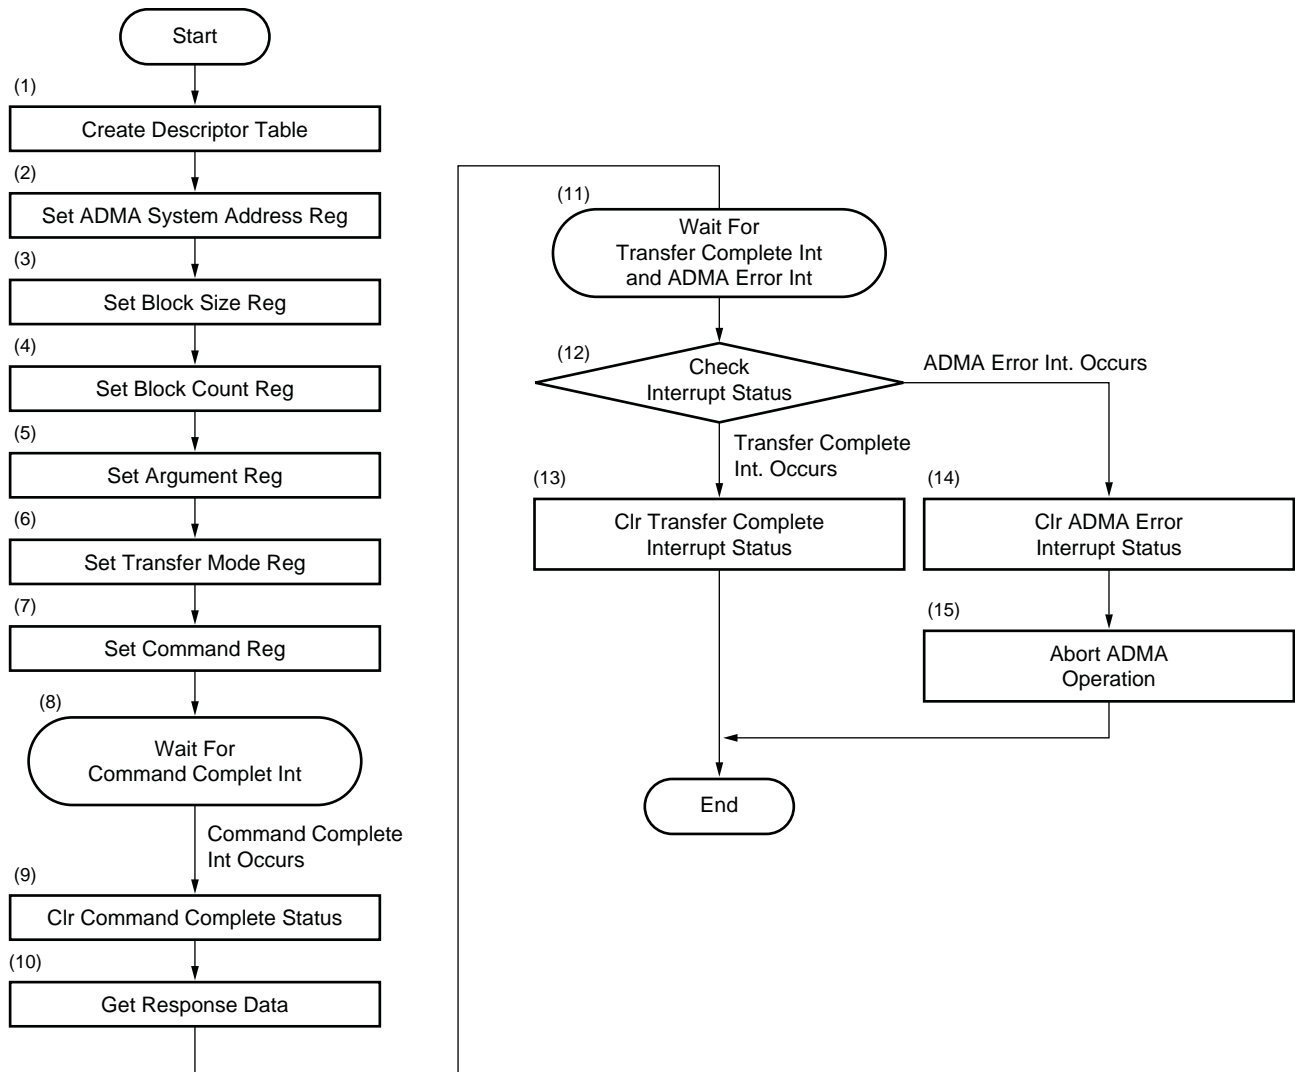 Start
(1)
Create Descriptor Table
(2)
Set ADMA System Address Reg
(3)
Set Block Size Reg
(4)
Set Block Count Reg
(5)
Set Argument Reg
(6)
Set Transfer Mode Reg
(7)
Set Command Reg
(8)
Wait For
Command Complet Int
Command Complete
Int Occurs
(9)
Clr Command Complete Status
(10)
Get Response Data
(11)
Wait For
Transfer Complete Int
and ADMA Error Int
(12)
Check
Interrupt Status
ADMA Error Int. Occurs
Transfer Complete
Int. Occurs
(13)
Clr Transfer Complete
Interrupt Status
(14)
Clr ADMA Error
Interrupt Status
(15)
Abort ADMA
Operation
End